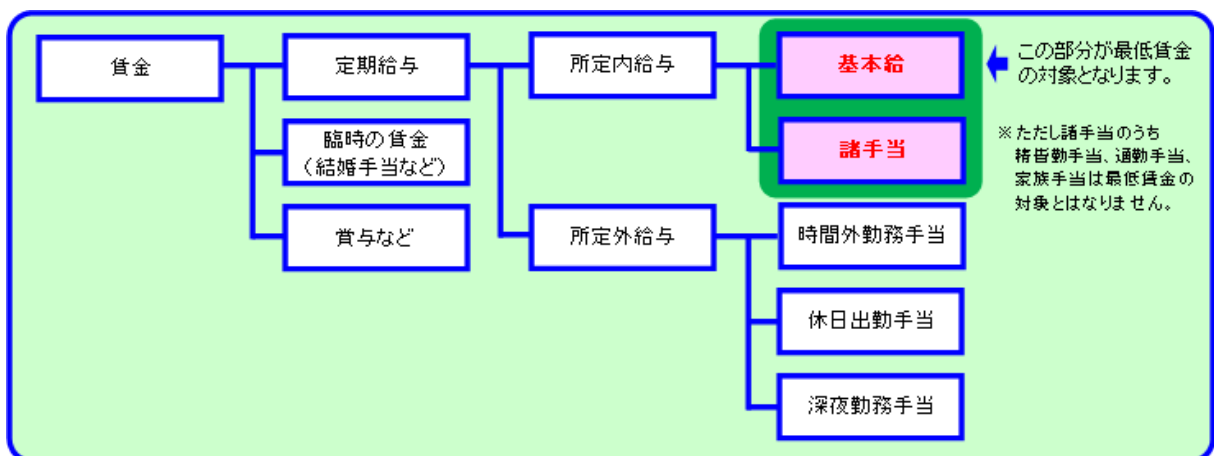 賃金
定期給与
所定内給与
基本給
この部分が最低賃金
の対象となります。
臨時の賃金
(結婚手当など)
諸手当
※ただし諸手当のうち
精皆勤手当、通勤手当、
家族手当は最低賃金の
対象とはなりません。
賞与など
所定外給与
時間外勤務手当
休日出勤手当
深夜勤務手当